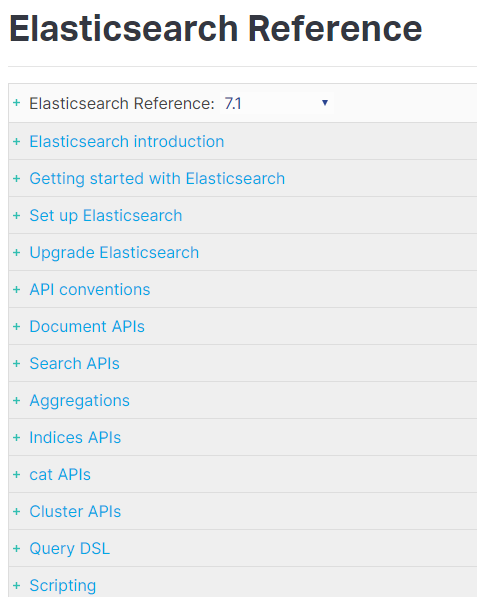 Elasticsearch Reference
+ Elasticsearch Reference: 7.1 ▾
+ Elasticsearch introduction
+ Getting started with Elasticsearch
+ Set up Elasticsearch
+ Upgrade Elasticsearch
+ API conventions
+ Document APIs
+ Search APIs
+ Aggregations
+ Indices APIs
+ cat APIs
+ Cluster APIs
+ Query DSL
+ Scripting